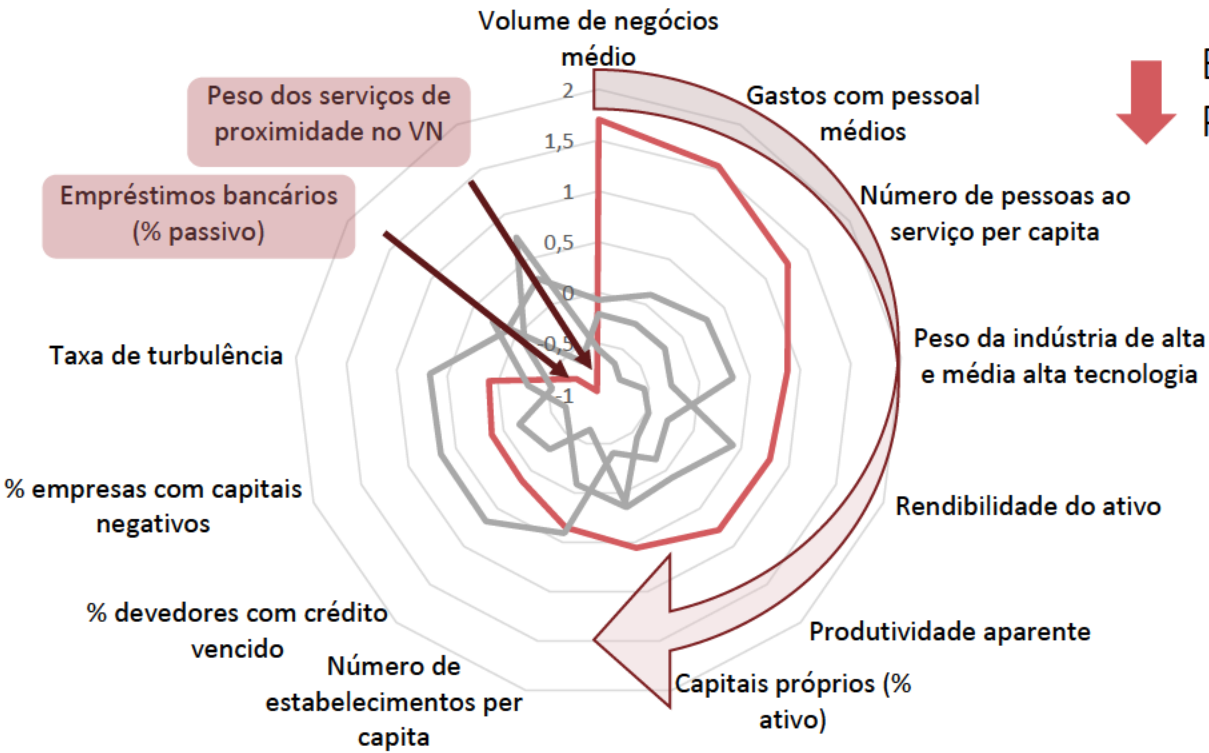 Volume de negócios
médio
Gastos com pessoal
médios
Número de pessoas ao
serviço per capita
Peso da indústria de alta
e média alta tecnologia
Rendibilidade do ativo
Produtividade aparente
Capitais próprios (%
ativo)
Número de
estabelecimentos per
capita
% devedores com crédito
vencido
% empresas com capitais
negativos
Taxa de turbulência
Empréstimos bancários
(% passivo)
Peso dos serviços de
proximidade no VN
2
1,5
1
0,5
0
-0,5
-1